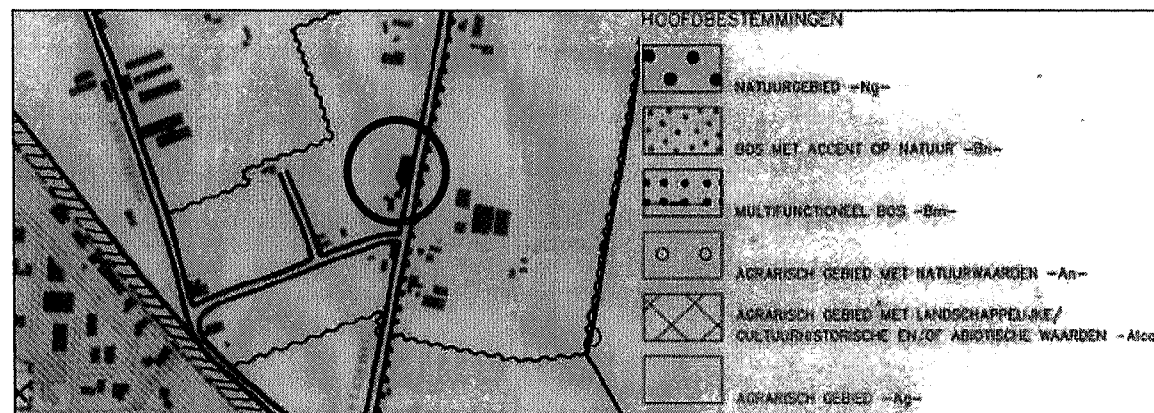 HOOFDBESTEMMINGEN
NATUURGEBIED -Ng-
BOS MET ACCENT OP NATUUR -Bn-
MULTIFUNCTIONEEL BOS -Bm-
AGRARISCH GEBIED MET NATUURWAARDEN -An-
AGRARISCH GEBIED MET LANDSCHAPPELIJKE/
CULTUURHISTORISCHE EN/OF ABIOTISCHE WAARDEN -Alca
AGRARISCH GEBIED -Ag-